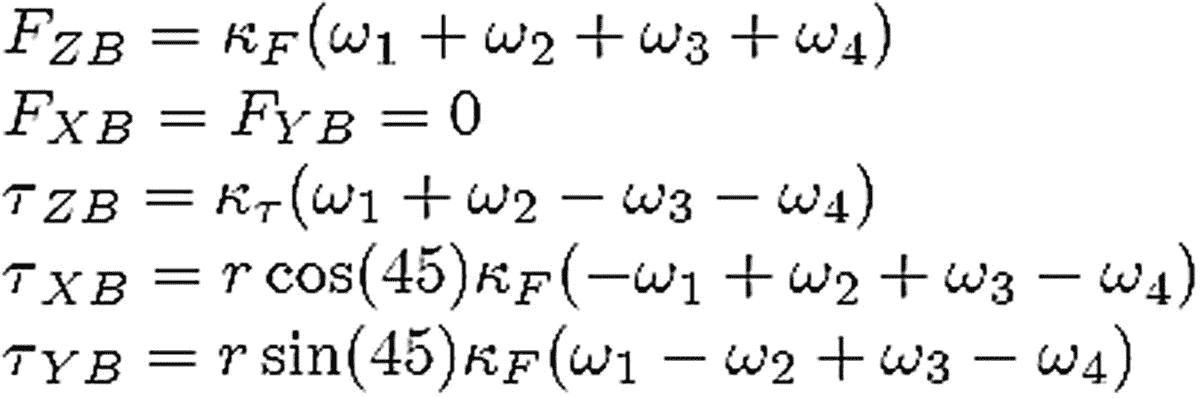 F_{ZB} = κ_F(ω_1 + ω_2 + ω_3 + ω_4)
F_{XB} = F_{YB} = 0
τ_{ZB} = κ_τ(ω_1 + ω_2 − ω_3 − ω_4)
τ_{XB} = r cos(45)κ_F(−ω_1 + ω_2 + ω_3 − ω_4)
τ_{YB} = r sin(45)κ_F(ω_1 − ω_2 + ω_3 − ω_4)